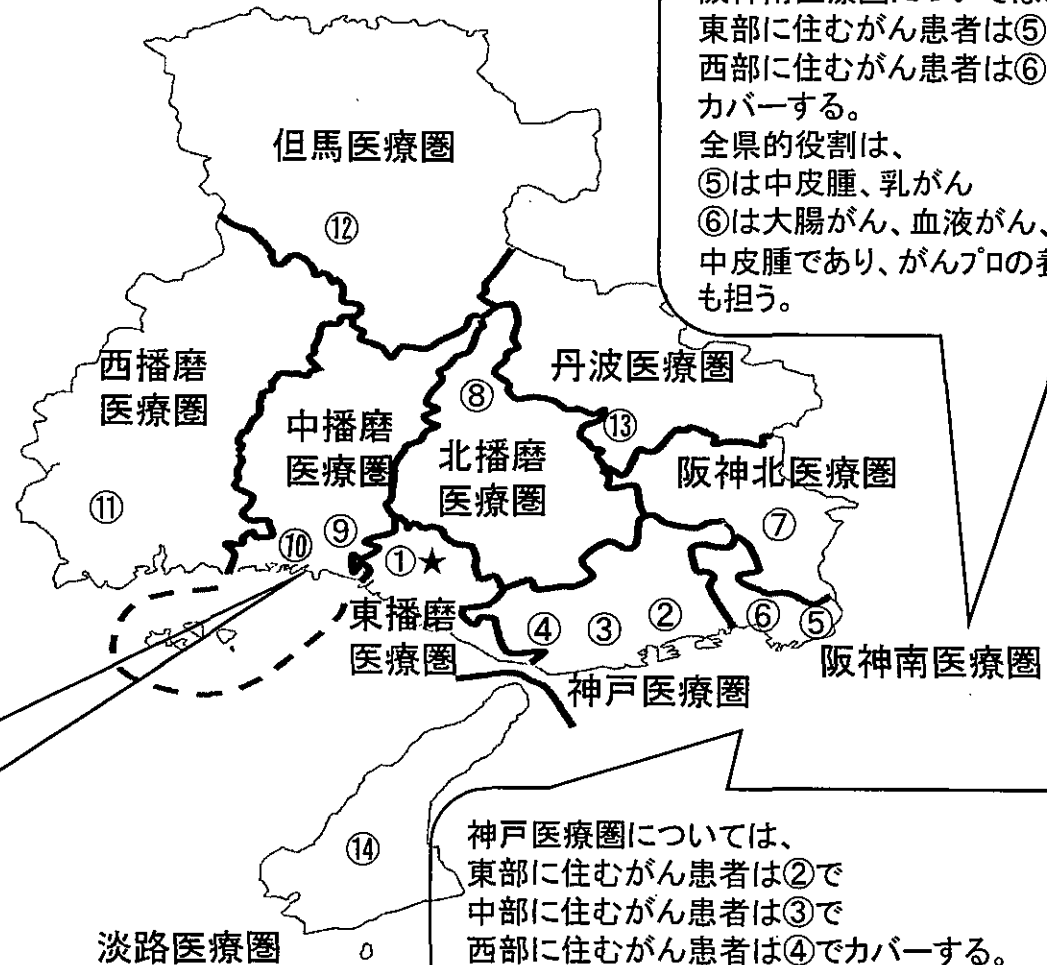 東部に住むがん患者は⑤
西部に住むがん患者は⑥
カバーする。
全県的役割は、
⑤は中皮腫、乳がん
⑥は大腸がん、血液がん、
中皮腫であり、がんプロの
も担う。
但馬医療圏
⑫
西播磨
医療圏
中播磨
医療圏
⑧
北播磨
医療圏
丹波医療圏
⑬
阪神北医療圏
⑦
⑪
⑩
⑨
①★
東播磨
医療圏
④
③
②
⑥
⑤
阪神南医療圏
神戸医療圏
⑭
淡路医療圏
神戸医療圏については、
東部に住むがん患者は②で
中部に住むがん患者は③で
西部に住むがん患者は④でカバーする。